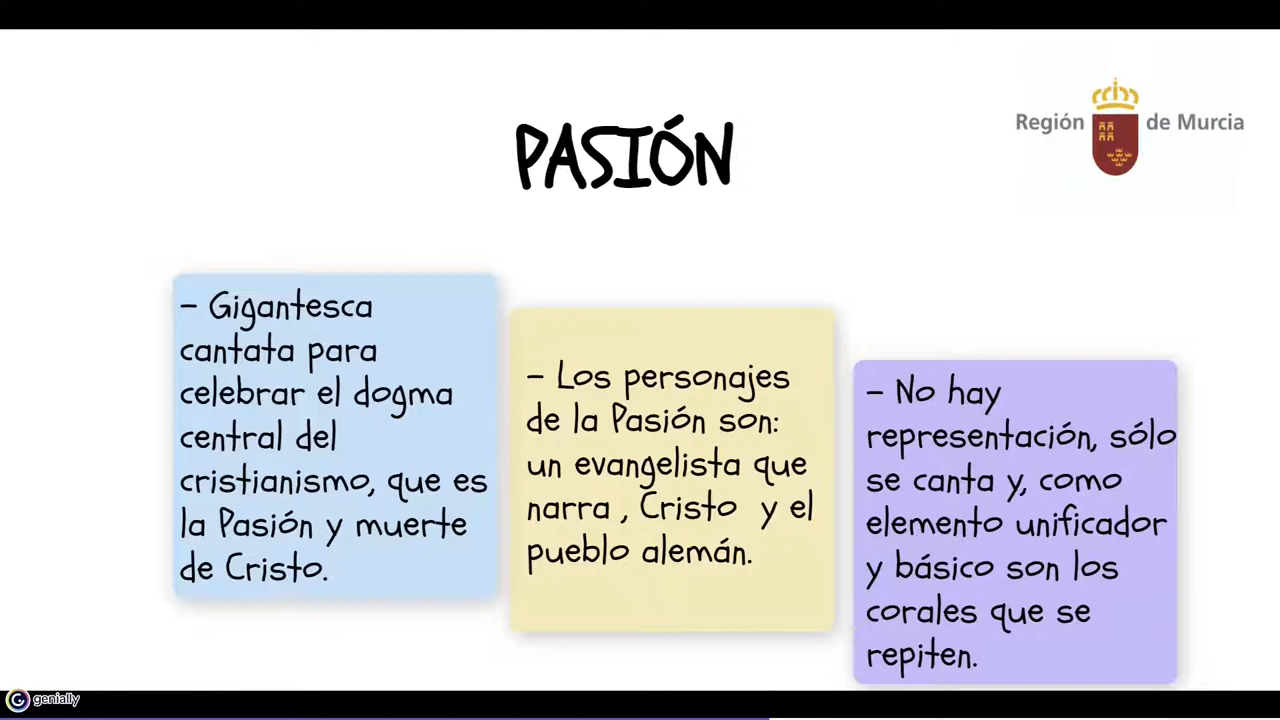 Región de Murcia
PASIÓN
- Gigantesca
cantata para
celebrar el dogma
central del
cristianismo, que es
la Pasión y muerte
de Cristo.
- Los personajes
de la Pasión son:
un evangelista que
narra , Cristo y el
pueblo alemán.
- No hay
representación, sólo
se canta y, como
elemento unificador
y básico son los
corales que se
repiten.
genially